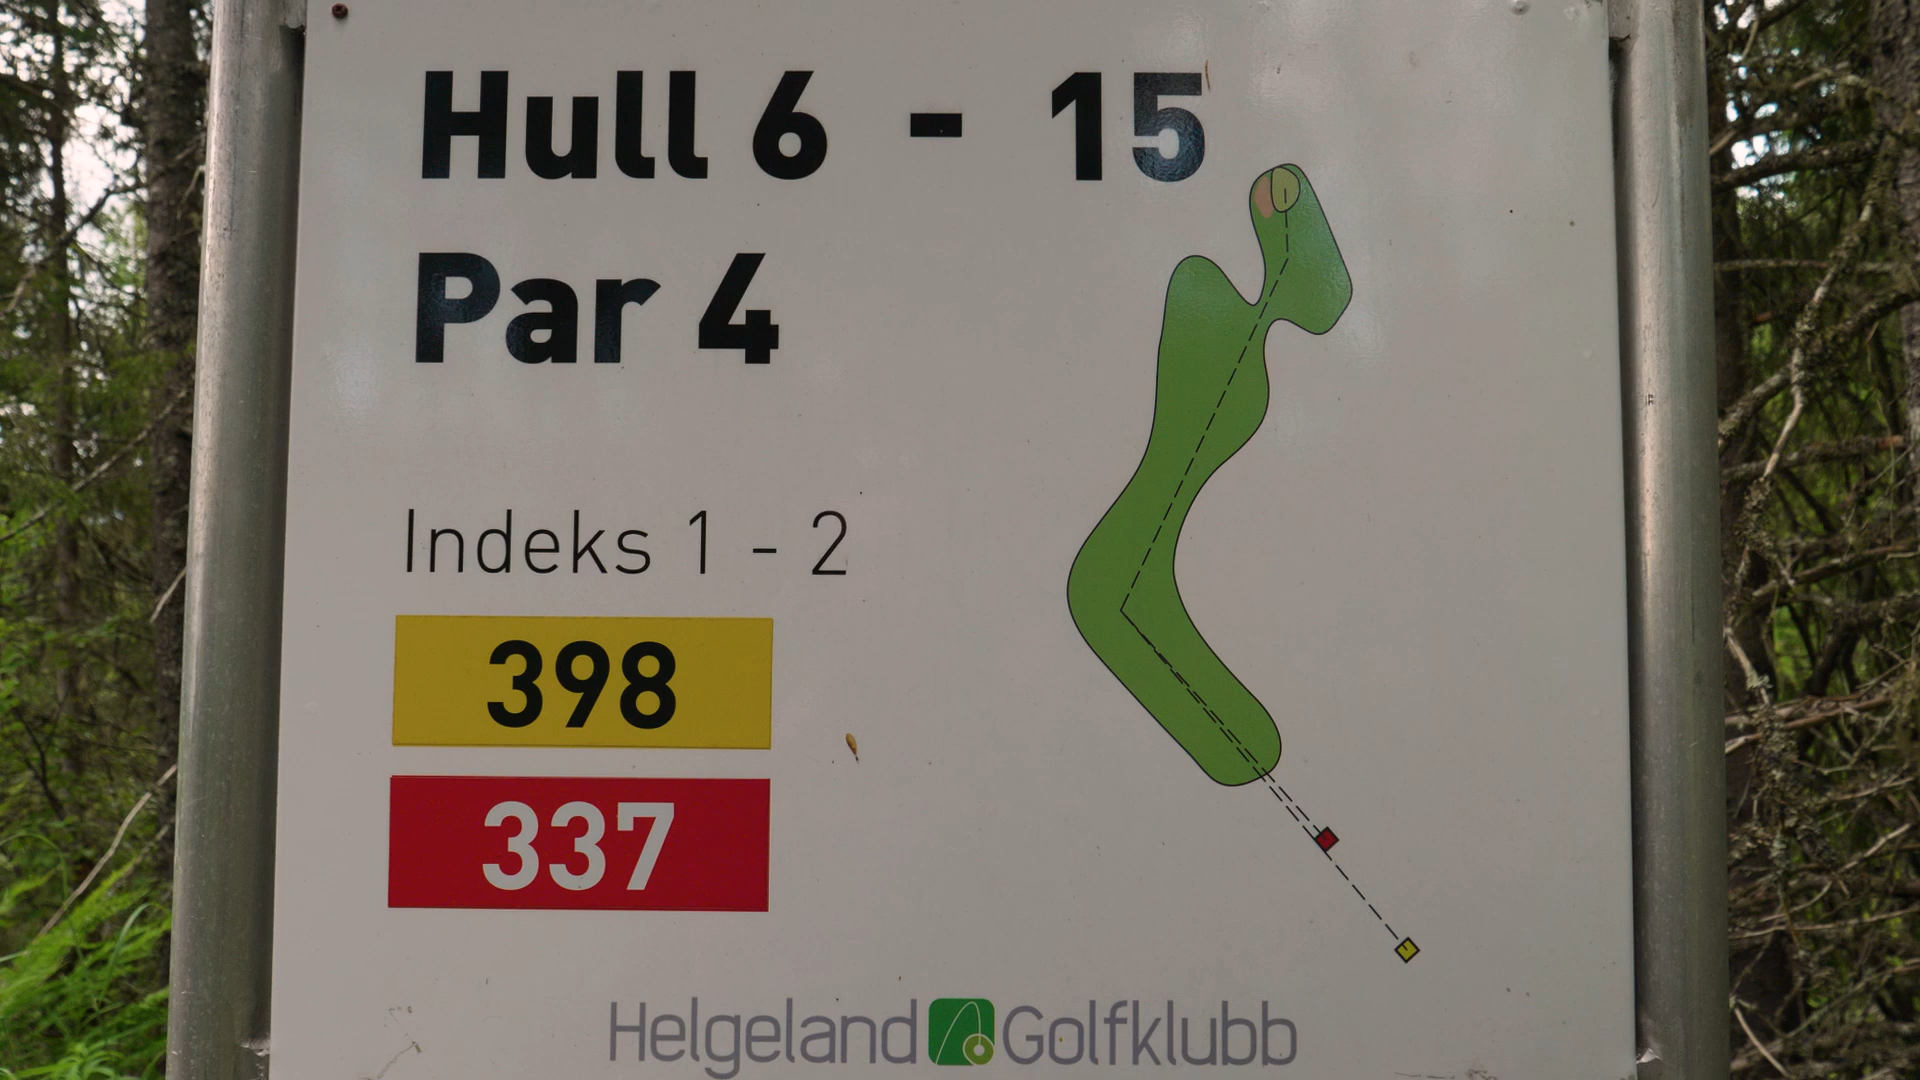 Hull 6 - 15
Par 4
Indeks 1 - 2
398
337
Helgeland Golfklubb